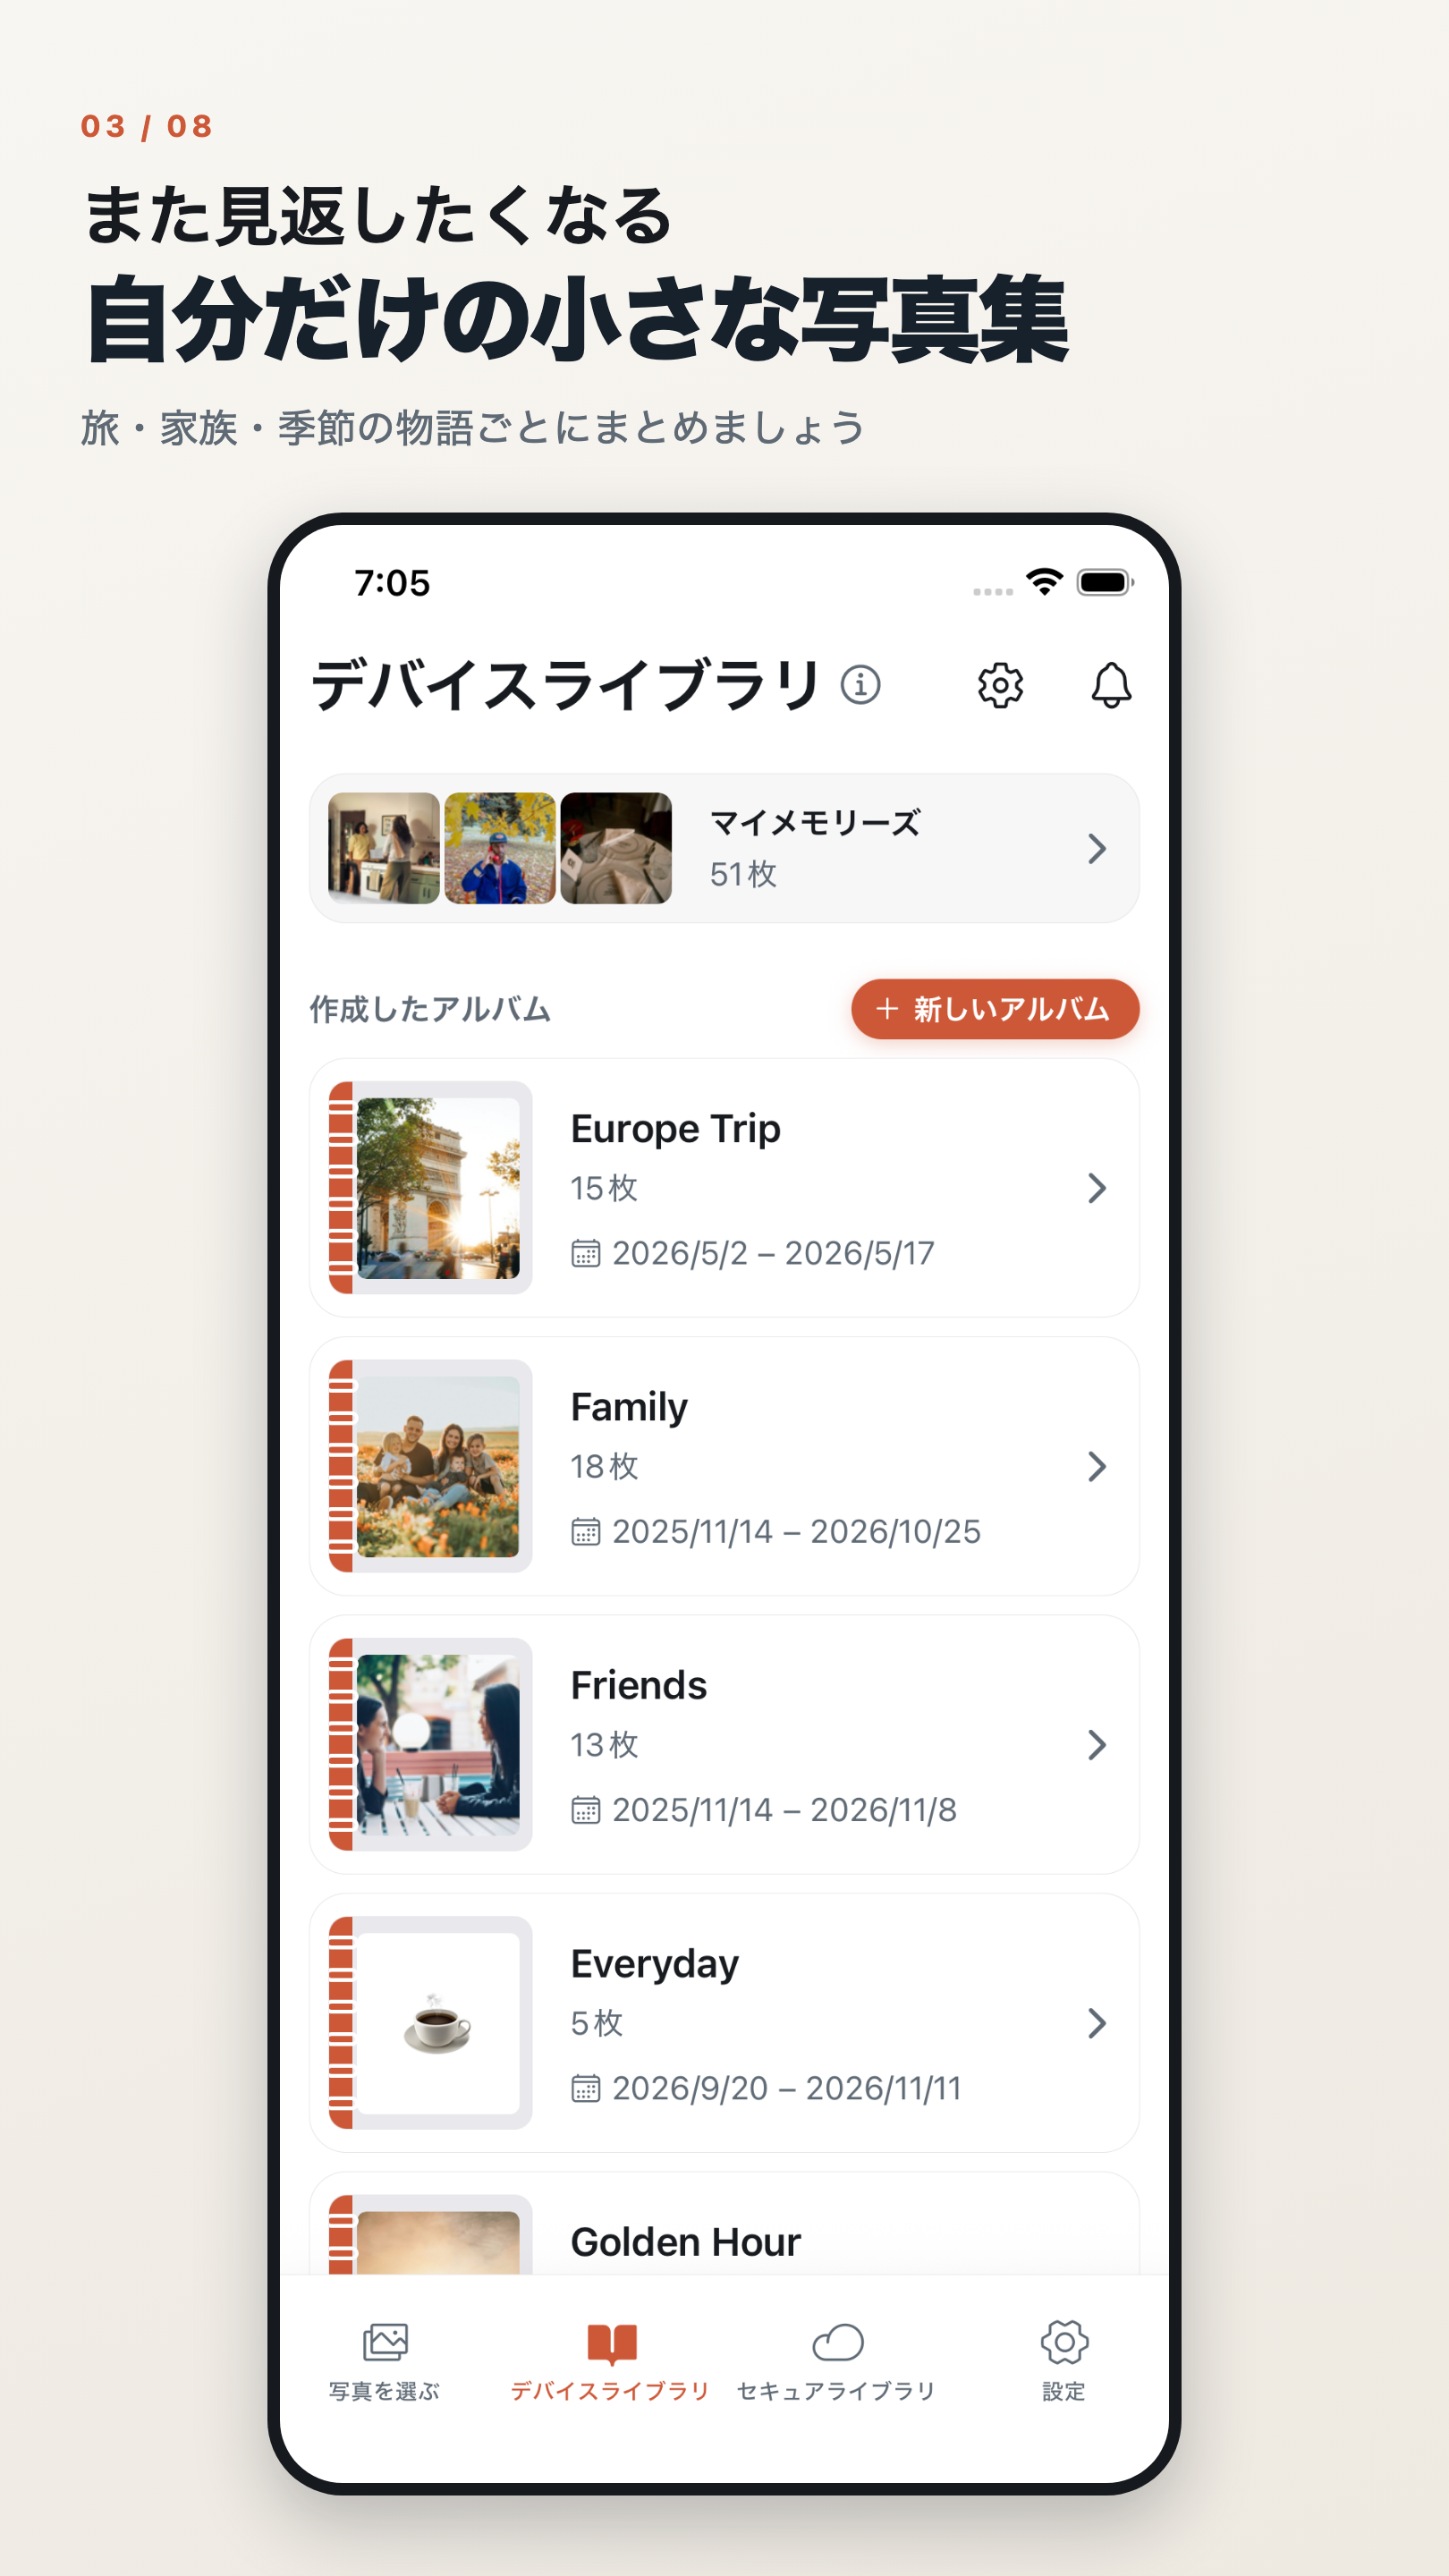 03 / 08
また見返したくなる
自分だけの小さな写真集
旅・家族・季節の物語ごとにまとめましょう
7:05
デバイスライブラリ
マイメモリーズ
51枚
作成したアルバム
+ 新しいアルバム
Europe Trip
15枚
2026/5/2 – 2026/5/17
Family
18枚
2025/11/14 – 2026/10/25
Friends
13枚
2025/11/14 – 2026/11/8
Everyday
5枚
2026/9/20 – 2026/11/11
Golden Hour
写真を選ぶ
デバイスライブラリ
セキュアライブラリ
設定